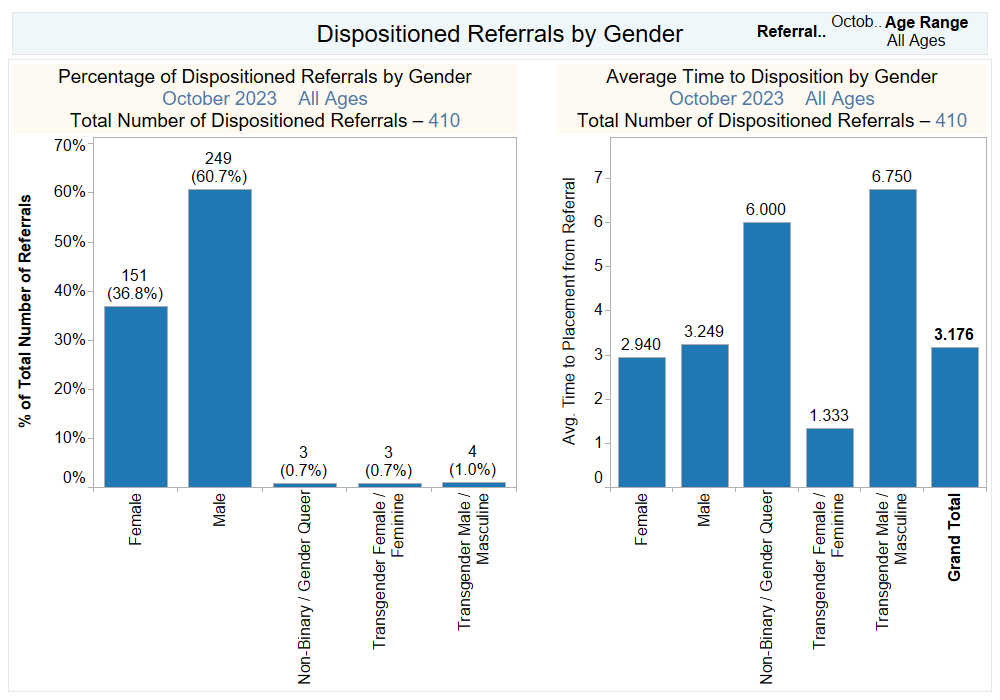 Dispositioned Referrals by Gender
Referral..
Octob..
Age Range
All Ages
Percentage of Dispositioned Referrals by Gender
October 2023 All Ages
Total Number of Dispositioned Referrals – 410
% of Total Number of Referrals
70%
60%
50%
40%
30%
20%
10%
0%
151
(36.8%)
249
(60.7%)
3
(0.7%)
3
(0.7%)
4
(1.0%)
Female
Male
Non-Binary / Gender Queer
Transgender Female /
Feminine
Transgender Male /
Masculine
Average Time to Disposition by Gender
October 2023 All Ages
Total Number of Dispositioned Referrals – 410
Avg. Time to Placement from Referral
7
6
5
4
3
2
1
0
2.940
3.249
6.000
1.333
6.750
3.176
Female
Male
Non-Binary / Gender Queer
Transgender Female /
Feminine
Transgender Male /
Masculine
Grand Total